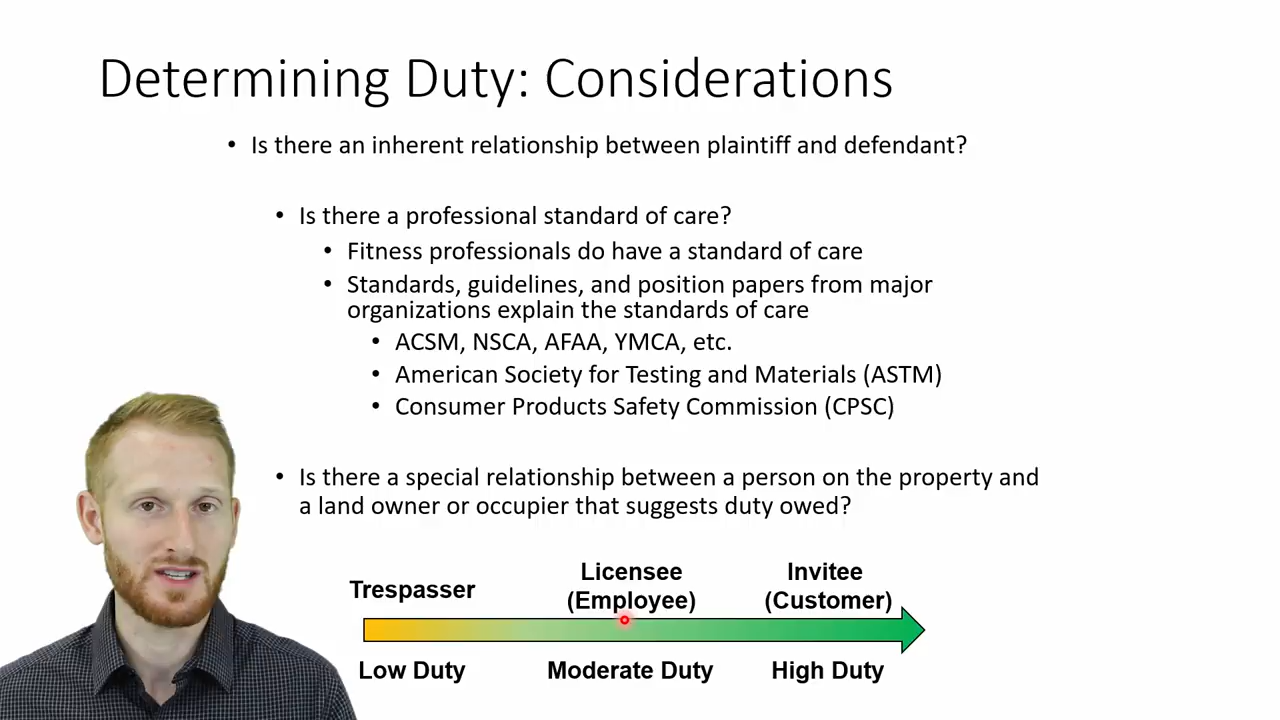 Determining Duty: Considerations
• Is there an inherent relationship between plaintiff and defendant?
• Is there a professional standard of care?
• Fitness professionals do have a standard of care
• Standards, guidelines, and position papers from major
organizations explain the standards of care
• ACSM, NSCA, AFAA, YMCA, etc.
• American Society for Testing and Materials (ASTM)
• Consumer Products Safety Commission (CPSC)
• Is there a special relationship between a person on the property and
a land owner or occupier that suggests duty owed?
Trespasser
Licensee
(Employee)
Invitee
(Customer)
Low Duty
Moderate Duty
High Duty